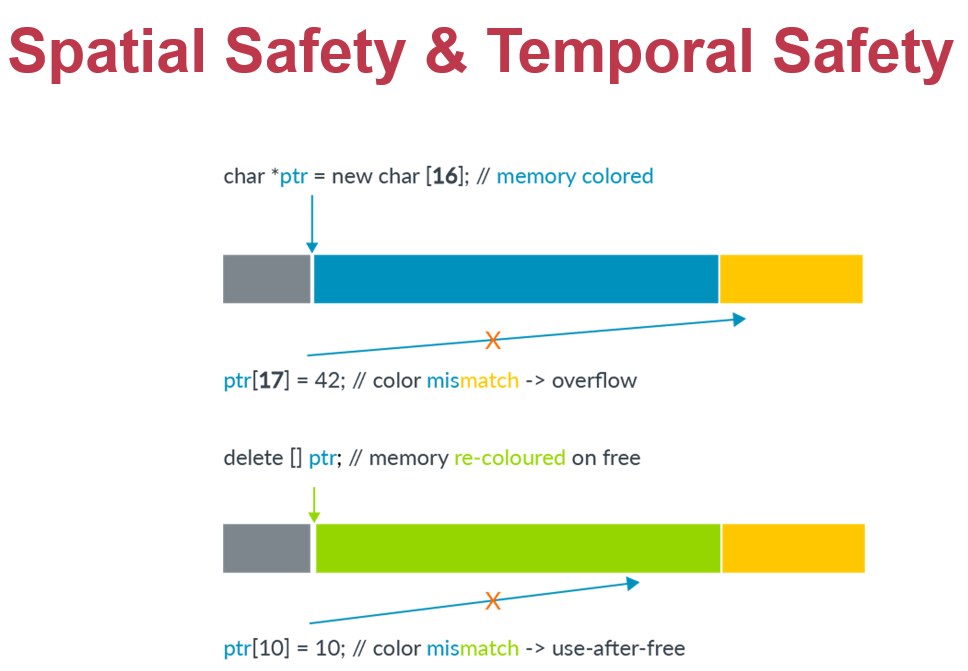 Spatial Safety & Temporal Safety
char *ptr = new char [16]; // memory colored
X
ptr[17] = 42; // color mismatch -> overflow
delete [] ptr; // memory re-coloured on free
X
ptr[10] = 10; // color mismatch -> use-after-free